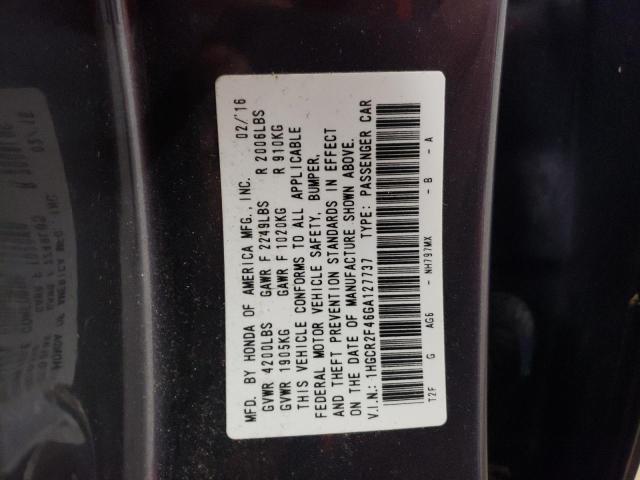 MFD. BY HONDA OF AMERICA MFG., INC. 02/'16
GVWR 4200LBS GAWR F 2249LBS R 2006LBS
GVWR 1905KG GAWR F 1020KG R 910KG
THIS VEHICLE CONFORMS TO ALL APPLICABLE
FEDERAL MOTOR VEHICLE SAFETY, BUMPER,
AND THEFT PREVENTION STANDARDS IN EFFECT
ON THE DATE OF MANUFACTURE SHOWN ABOVE.
V.I.N.: 1HGCR2F46GA127737 TYPE: PASSENGER CAR
T2F G AG6 - NH797MX - B - A